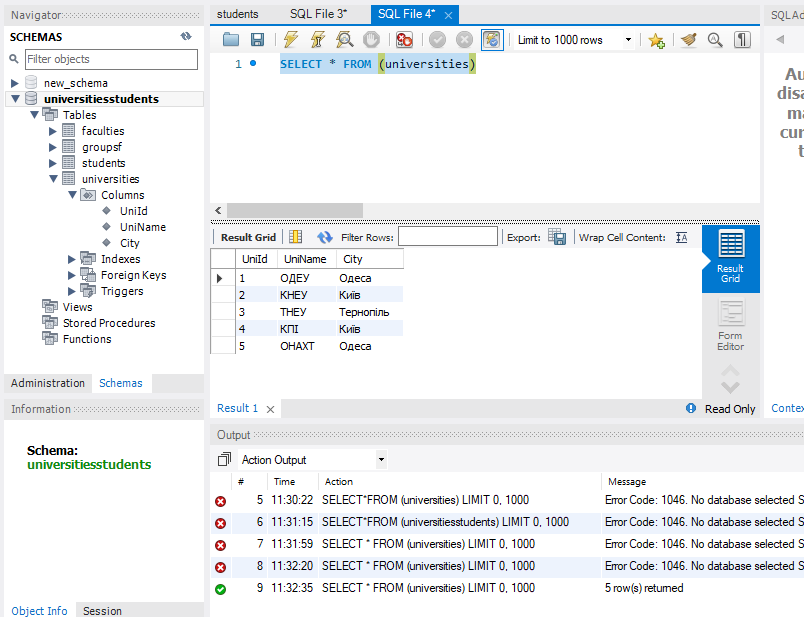 Navigator
SCHEMAS
Filter objects
new_schema
universitiesstudents
Tables
faculties
groupsf
students
universities
Columns
UniId
UniName
City
Indexes
Foreign Keys
Triggers
Views
Stored Procedures
Functions
Administration Schemas
Information
Schema:
universitiesstudents
Object Info Session
students SQL File 3* SQL File 4*
Limit to 1000 rows
1 SELECT * FROM (universities)
Result Grid Filter Rows: Export: Wrap Cell Content:
UniId UniName City
1 ОДЕУ Одеса
2 КНЕУ Київ
3 ТНЕУ Тернопіль
4 КПІ Київ
5 ОНАХТ Одеса
Result
Grid
Form
Editor
Result 1 Read Only
Output
Action Output
# Time Action Message
5 11:30:22 SELECT*FROM (universities) LIMIT 0, 1000 Error Code: 1046. No database selected S
6 11:31:15 SELECT*FROM (universitiesstudents) LIMIT 0, 1000 Error Code: 1046. No database selected S
7 11:31:59 SELECT * FROM (universities) LIMIT 0, 1000 Error Code: 1046. No database selected S
8 11:32:20 SELECT * FROM (universities) LIMIT 0, 1000 Error Code: 1046. No database selected S
9 11:32:35 SELECT * FROM (universities) LIMIT 0, 1000 5 row(s) returned
SQLAd
Au
disa
ma
cur
t
Contex